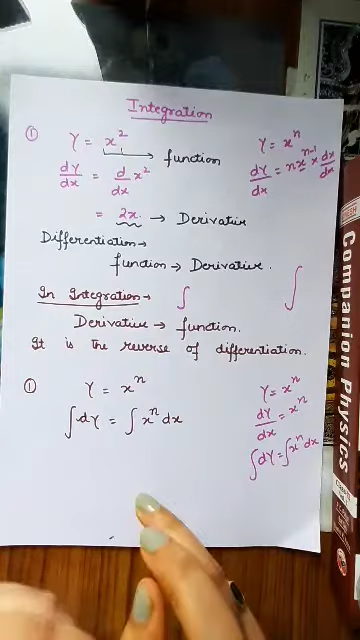 Integration
① Y = x² → function
dY/dx = d/dx x²
= 2x → Derivative
Y = xⁿ
dY/dx = nxⁿ⁻¹ × dx/dx
Differentiation→
function → Derivative.
In Integration→ ∫ ∫
Derivative → function.
It is the reverse of differentiation.
① Y = xⁿ
∫dY = ∫xⁿ dx
Y = xⁿ
dY/dx = xⁿ
∫dY = ∫xⁿ dx
Companion Physics